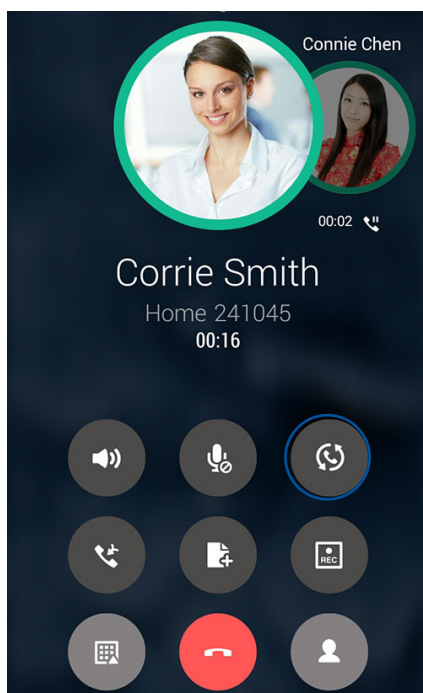 Connie Chen
00:02
Corrie Smith
Home 241045
00:16
REC